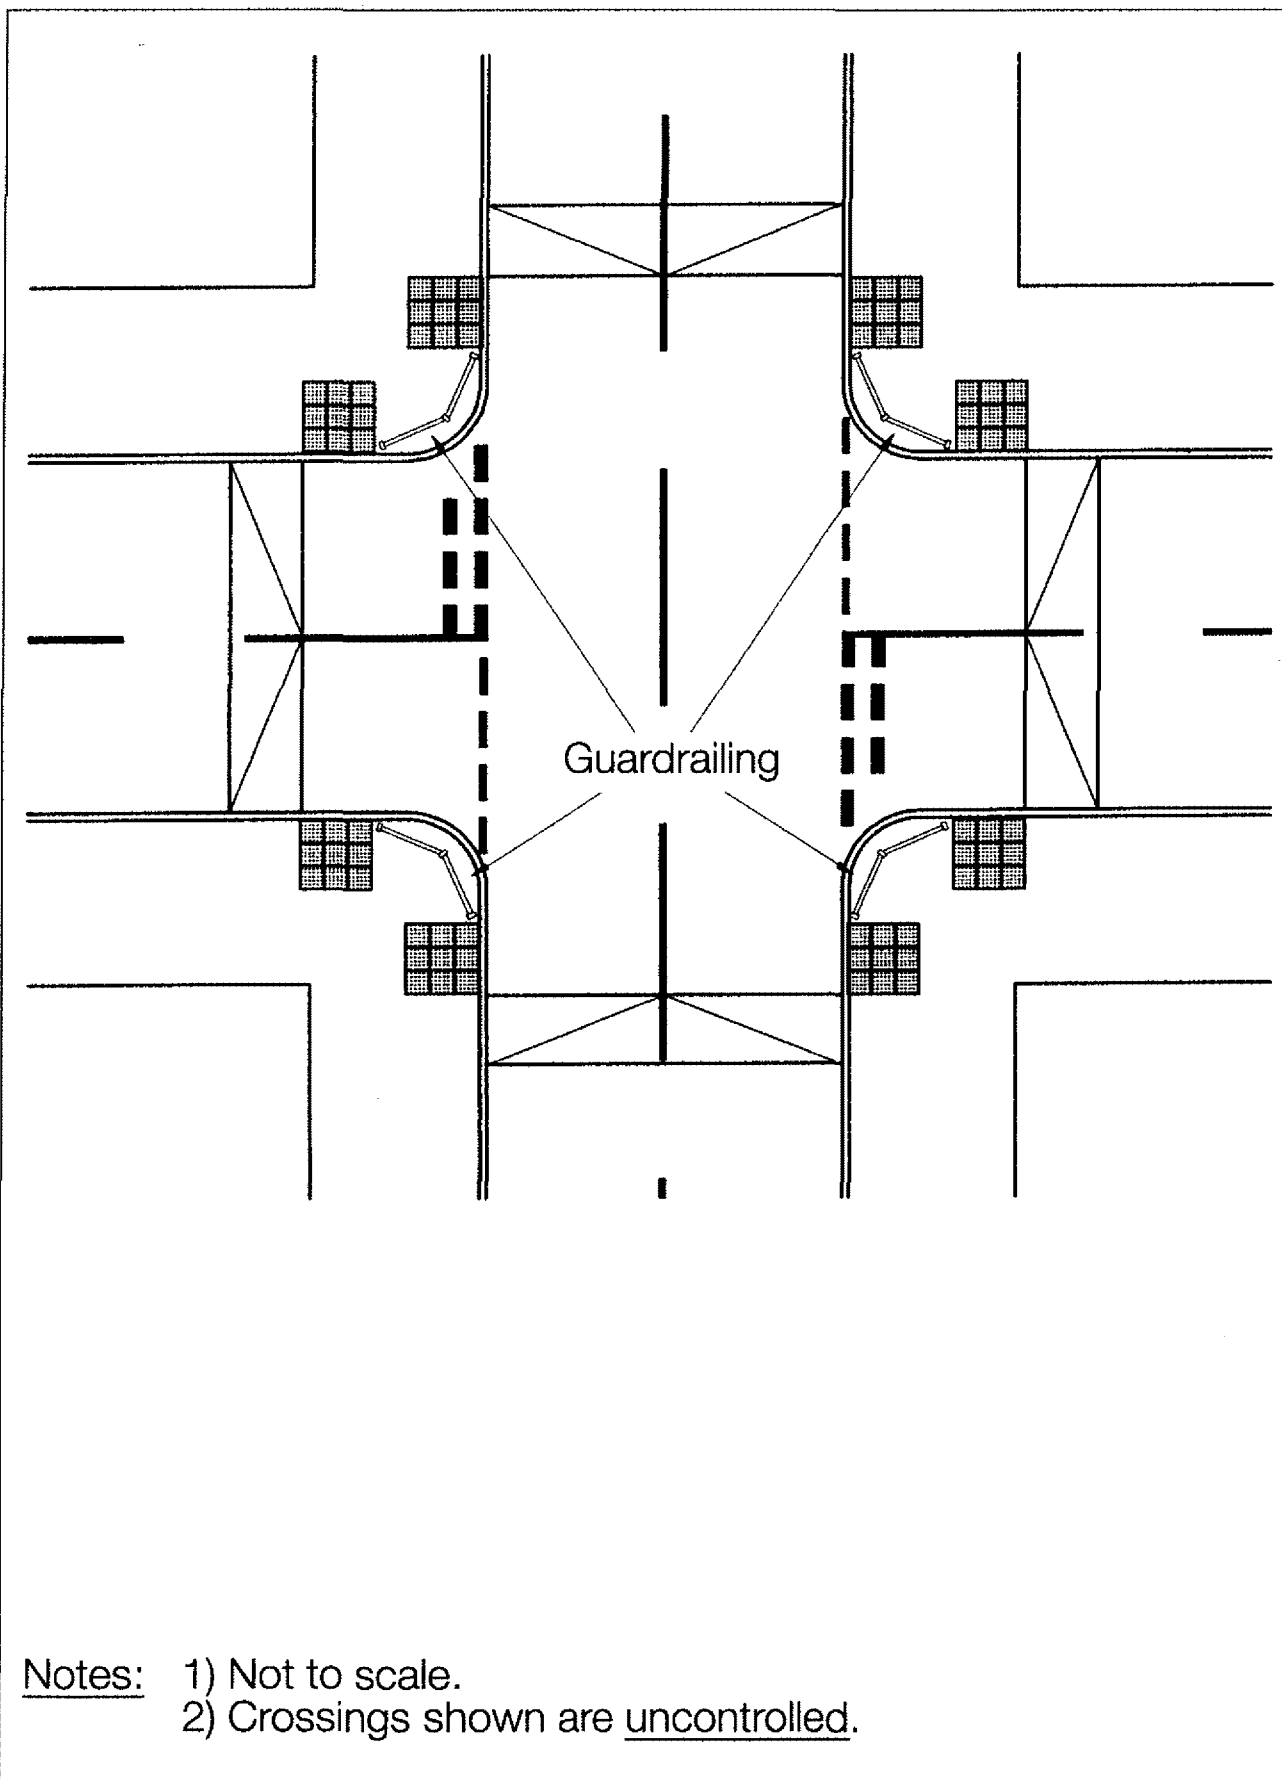 Guardrailing
Notes: 1) Not to scale.
2) Crossings shown are uncontrolled.